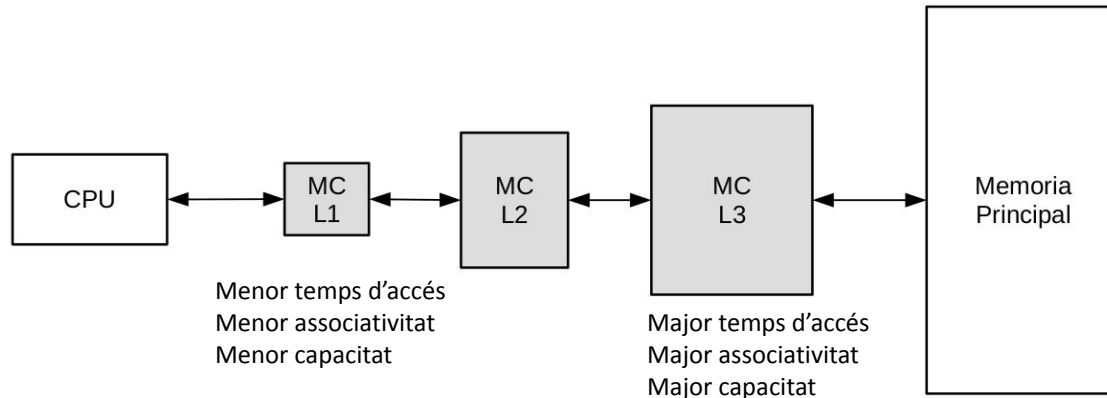 CPU
MC
L1
MC
L2
MC
L3
Memoria
Principal
Menor temps d’accés
Menor associativitat
Menor capacitat
Major temps d’accés
Major associativitat
Major capacitat